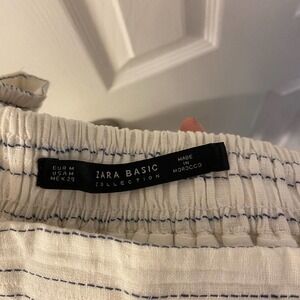 EUR M
USA M
MEX 28
ZARA BASIC
COLLECTION
MADE
IN
MOROCCO